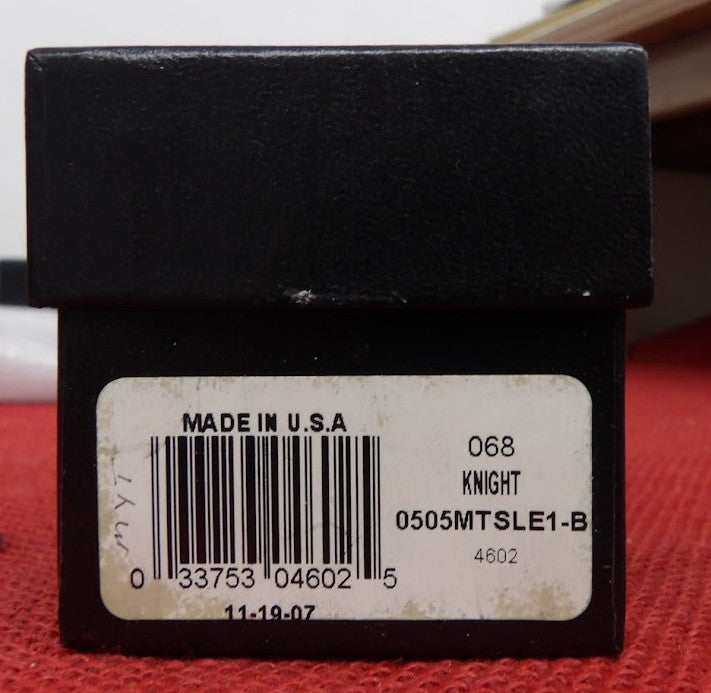 MADE IN U.S.A
0 33753 04602 5
11-19-07
068
KNIGHT
0505MTSLE1-B
4602